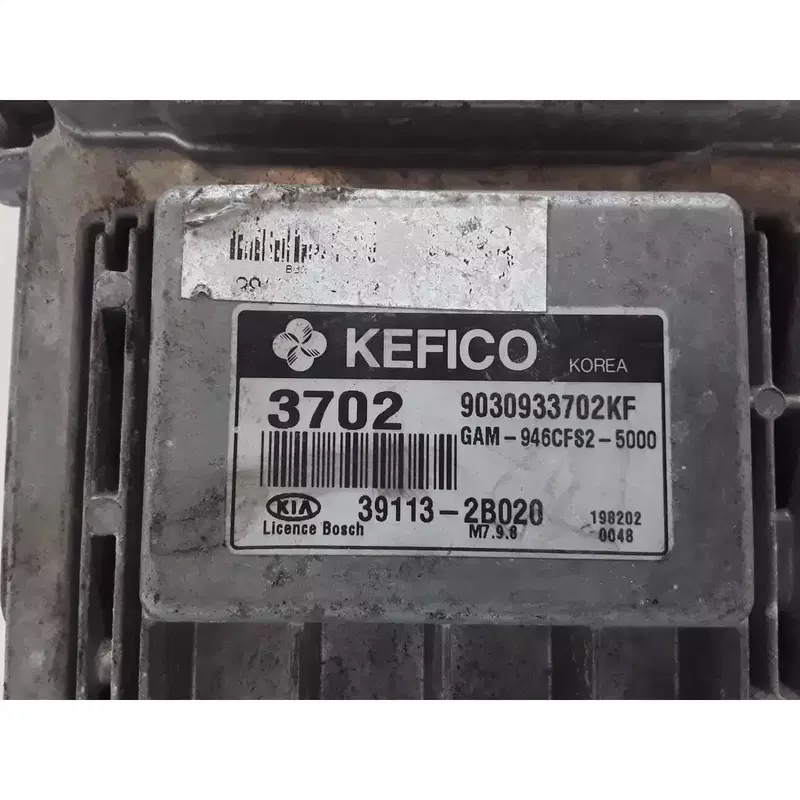 KEFICO KOREA
3702 9030933702KF
GAM-946CFS2-5000
KIA 39113-2B020 198202
Licence Bosch M7.9.8 0048